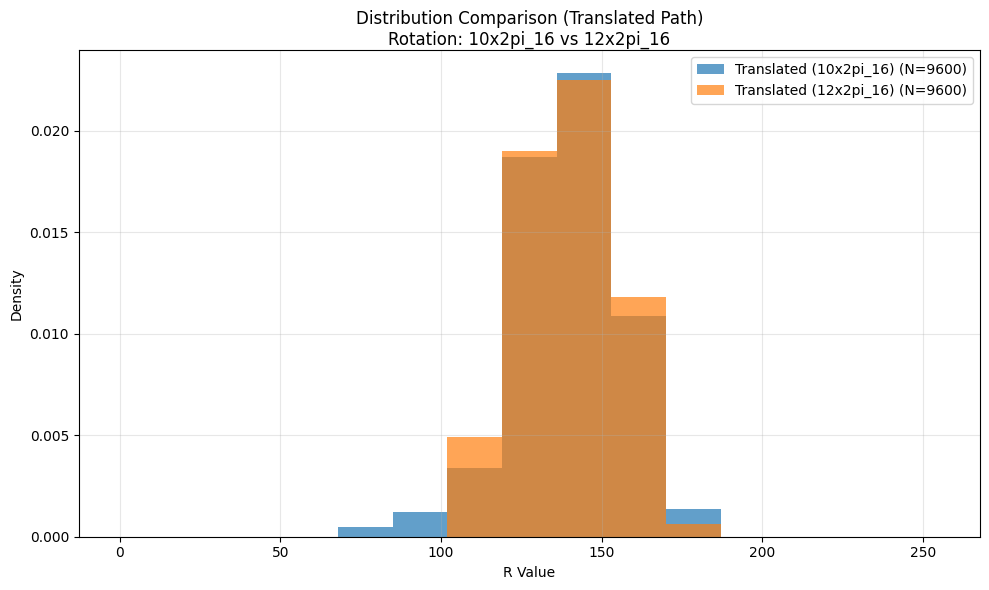 Distribution Comparison (Translated Path)
Rotation: 10x2pi_16 vs 12x2pi_16
Translated (10x2pi_16) (N=9600)
Translated (12x2pi_16) (N=9600)
Density
0.020
0.015
0.010
0.005
0.000
0 50 100 150 200 250
R Value